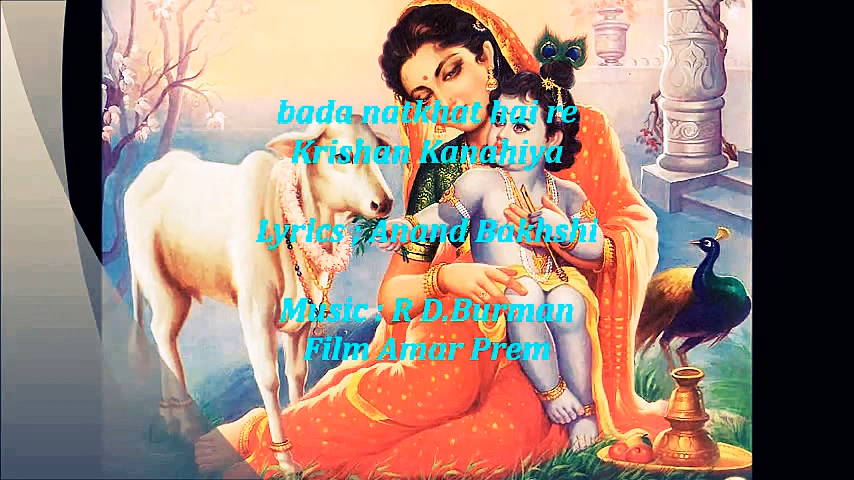 bada natkhat hai re
Krishan Kanahiya
Lyrics ; Anand Bakhshi
Music ; R D.Burman
Film Amar Prem